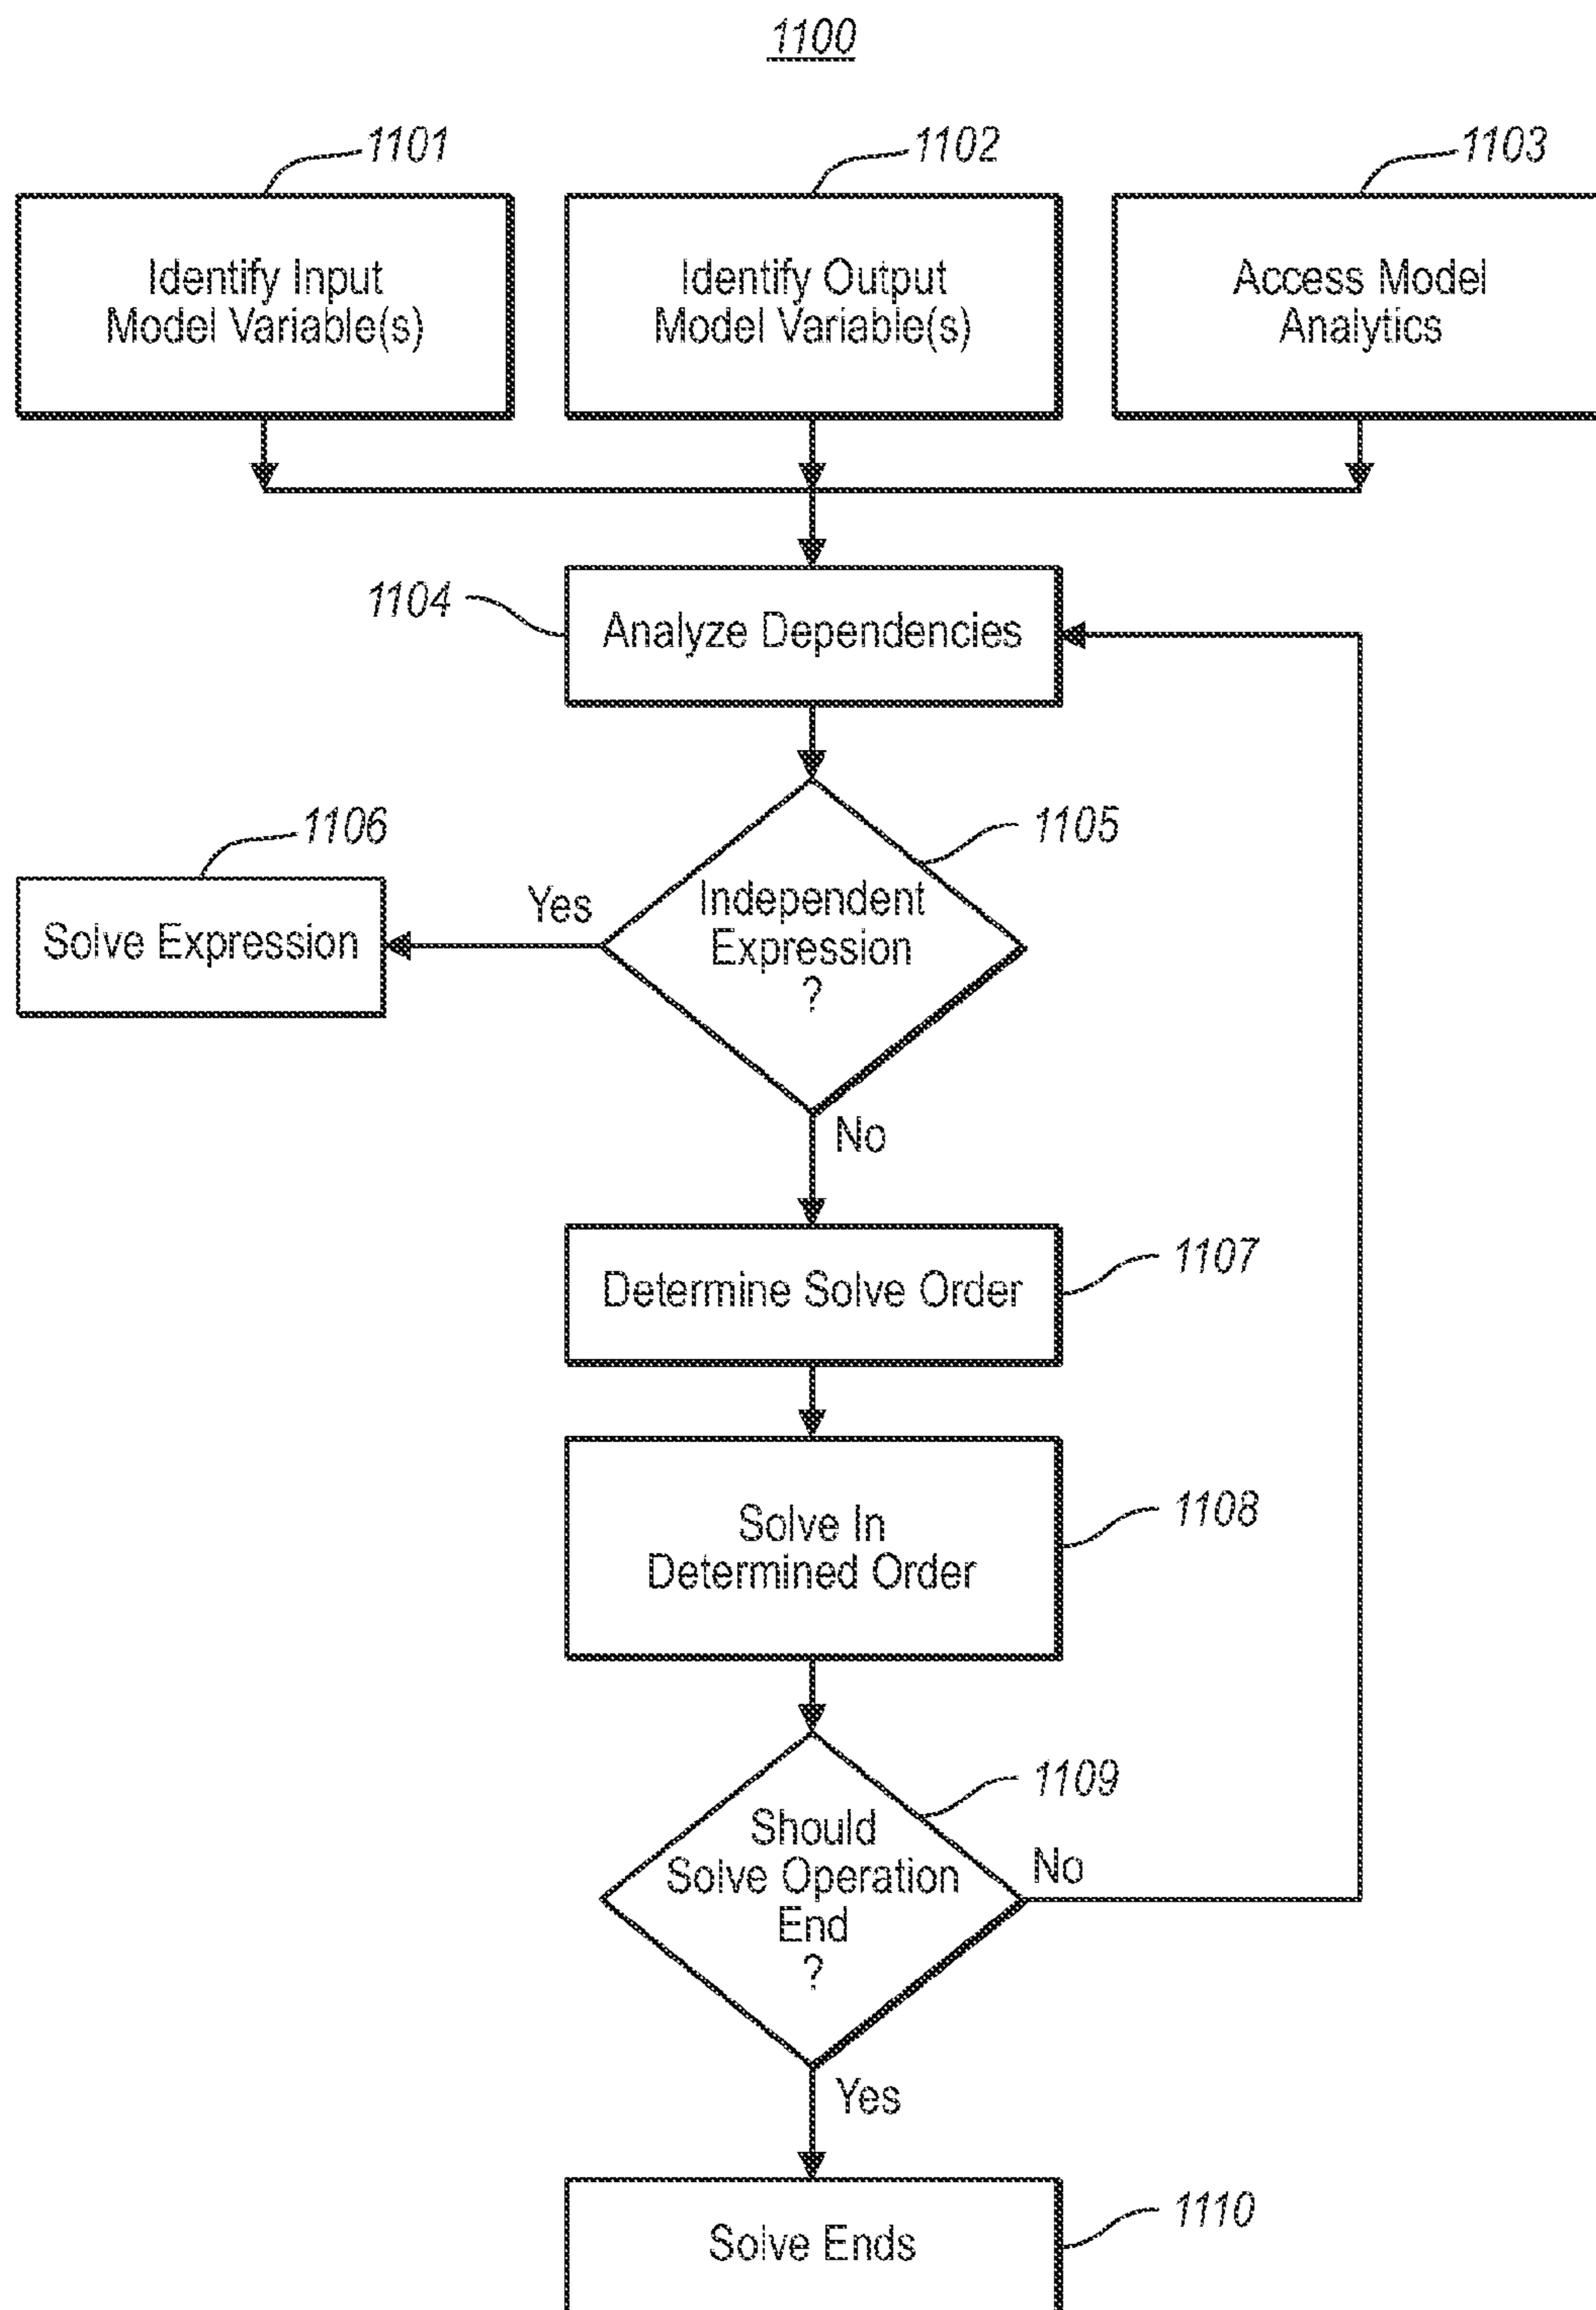 1100
1101
1102
1103
Identify Input
Model Variable(s)
Identify Output
Model Variable(s)
Access Model
Analytics
1104
Analyze Dependencies
1105
1106
Yes
Independent
Expression
?
Solve Expression
No
1107
Determine Solve Order
1108
Solve In
Determined Order
1109
Should
Solve Operation
End
?
No
Yes
1110
Solve Ends